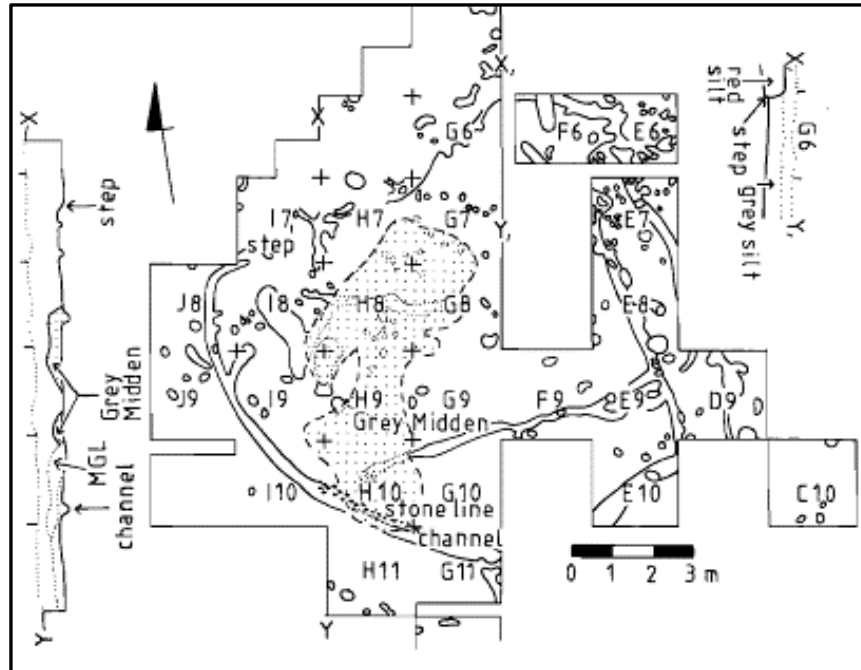 X
step
Grey
Midden
MGL
channel
Y
X
X,
G6
F6
E6
I7
H7
G7
Y,
E7
step
J8
I8
H8
G8
E8
J9
I9
H9
G9
F9
E9
D9
Grey Midden
I10
H10
G10
E10
C10
stone line
channel
H11
G11
0 1 2 3 m
Y
X,
red
silt
step
G6
grey silt
Y,